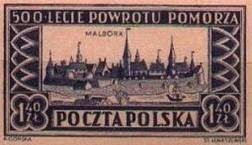 500-LECIE POWROTU POMORZA
MALBORK
1 40 1 40
POCZTA POLSKA